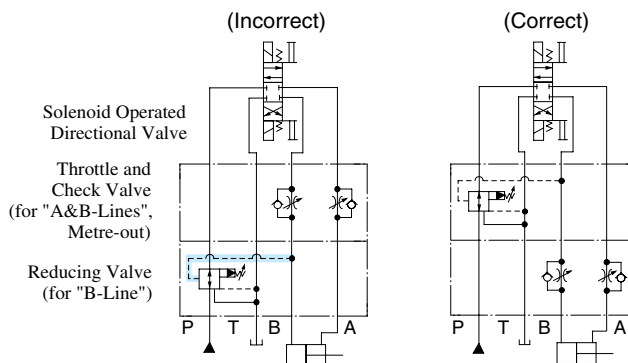 (Incorrect)
(Correct)
Solenoid Operated
Directional Valve
Throttle and
Check Valve
(for "A&B-Lines",
Metre-out)
Reducing Valve
(for "B-Line")
P T B A
P T B A